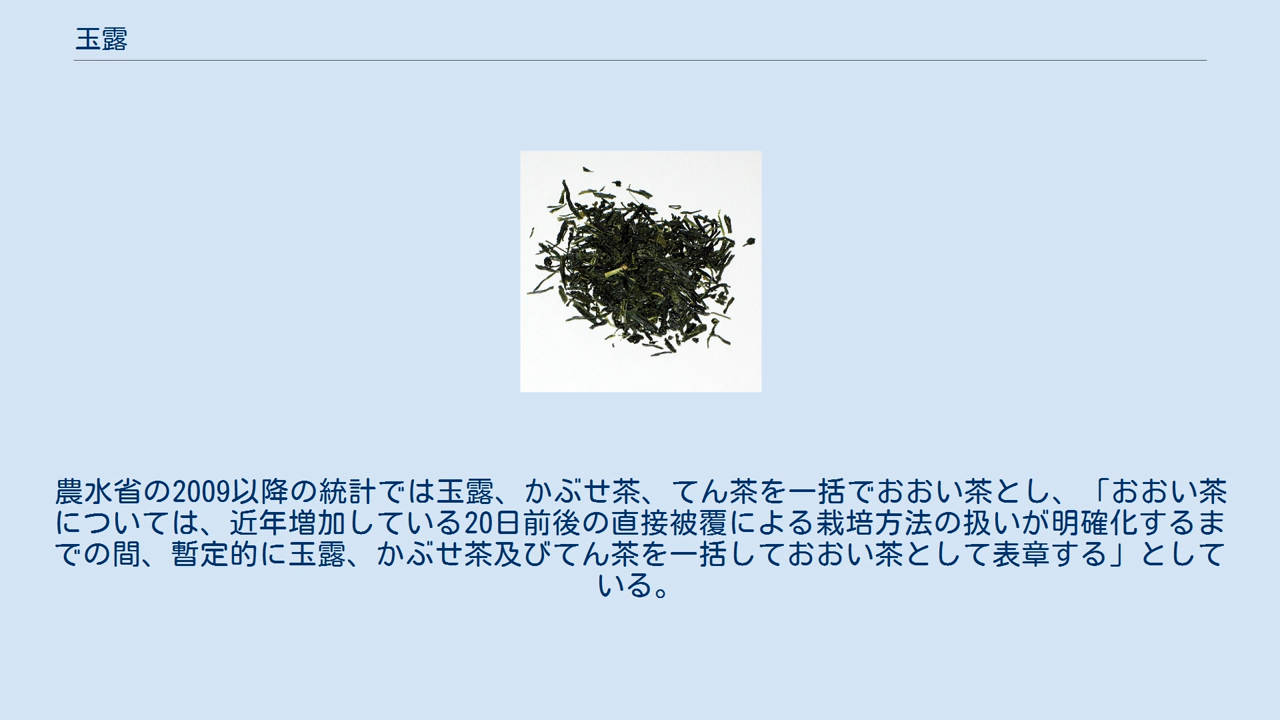 玉露
農水省の2009以降の統計では玉露、かぶせ茶、てん茶を一括でおおい茶とし、「おおい茶
については、近年増加している20日前後の直接被覆による栽培方法の扱いが明確化するま
での間、暫定的に玉露、かぶせ茶及びてん茶を一括しておおい茶として表章する」として
いる。